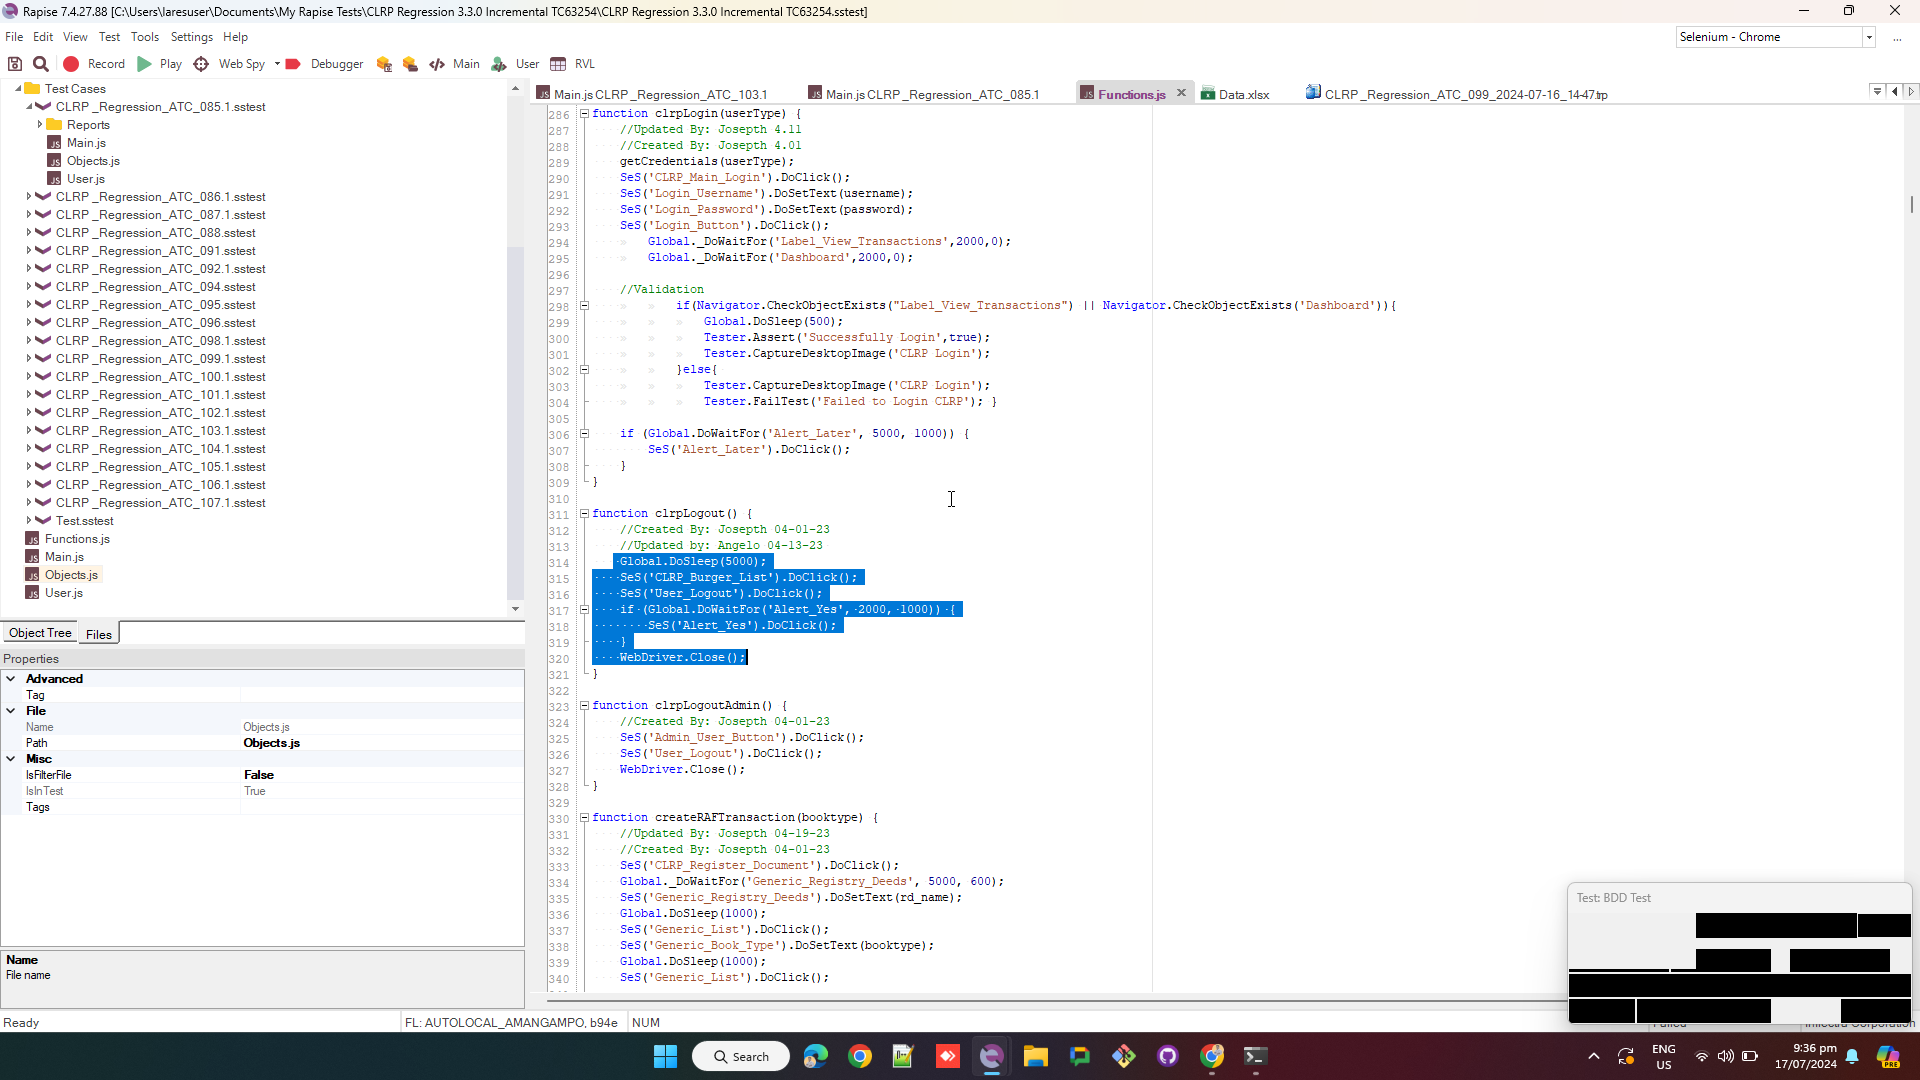 Rapise 7.4.27.88 [C:\Users\laresuser\Documents\My Rapise Tests\CLRP Regression 3.3.0 Incremental TC63254\CLRP Regression 3.3.0 Incremental TC63254.sstest]
File Edit View Test Tools Settings Help
Selenium - Chrome
Record Play Web Spy Debugger Main User RVL
Test Cases
CLRP _Regression_ATC_085.1.sstest
Reports
Main.js
Objects.js
User.js
CLRP _Regression_ATC_086.1.sstest
CLRP _Regression_ATC_087.1.sstest
CLRP _Regression_ATC_088.sstest
CLRP _Regression_ATC_091.sstest
CLRP _Regression_ATC_092.1.sstest
CLRP _Regression_ATC_094.sstest
CLRP _Regression_ATC_095.sstest
CLRP _Regression_ATC_096.sstest
CLRP _Regression_ATC_098.1.sstest
CLRP _Regression_ATC_099.1.sstest
CLRP _Regression_ATC_100.1.sstest
CLRP _Regression_ATC_101.1.sstest
CLRP _Regression_ATC_102.1.sstest
CLRP _Regression_ATC_103.1.sstest
CLRP _Regression_ATC_104.1.sstest
CLRP _Regression_ATC_105.1.sstest
CLRP _Regression_ATC_106.1.sstest
CLRP _Regression_ATC_107.1.sstest
Test.sstest
Functions.js
Main.js
Objects.js
User.js
Object Tree Files
Properties
Advanced
Tag
File
Name Objects.js
Path Objects.js
Misc
IsFilterFile False
IsInTest True
Tags
Name
File name
Main.js CLRP _Regression_ATC_103.1 Main.js CLRP _Regression_ATC_085.1 Functions.js Data.xlsx CLRP _Regression_ATC_099_2024-07-16_14-47.trp
286 function clrpLogin(userType) {
287 //Updated By: Josepth 4.11
288 //Created By: Josepth 4.01
289 getCredentials(userType);
290 SeS('CLRP_Main_Login').DoClick();
291 SeS('Login_Username').DoSetText(username);
292 SeS('Login_Password').DoSetText(password);
293 SeS('Login_Button').DoClick();
294 Global._DoWaitFor('Label_View_Transactions',2000,0);
295 Global._DoWaitFor('Dashboard',2000,0);
296
297 //Validation
298 if(Navigator.CheckObjectExists("Label_View_Transactions") || Navigator.CheckObjectExists('Dashboard')){
299 Global.DoSleep(500);
300 Tester.Assert('Successfully Login',true);
301 Tester.CaptureDesktopImage('CLRP Login');
302 }else{
303 Tester.CaptureDesktopImage('CLRP Login');
304 Tester.FailTest('Failed to Login CLRP'); }
305
306 if (Global.DoWaitFor('Alert_Later', 5000, 1000)) {
307 SeS('Alert_Later').DoClick();
308 }
309 }
310
311 function clrpLogout() {
312 //Created By: Josepth 04-01-23
313 //Updated by: Angelo 04-13-23
314 Global.DoSleep(5000);
315 SeS('CLRP_Burger_List').DoClick();
316 SeS('User_Logout').DoClick();
317 if (Global.DoWaitFor('Alert_Yes', 2000, 1000)) {
318 SeS('Alert_Yes').DoClick();
319 }
320 WebDriver.Close();
321 }
322
323 function clrpLogoutAdmin() {
324 //Created By: Josepth 04-01-23
325 SeS('Admin_User_Button').DoClick();
326 SeS('User_Logout').DoClick();
327 WebDriver.Close();
328 }
329
330 function createRAFTransaction(booktype) {
331 //Updated By: Josepth 04-19-23
332 //Created By: Josepth 04-01-23
333 SeS('CLRP_Register_Document').DoClick();
334 Global._DoWaitFor('Generic_Registry_Deeds', 5000, 600);
335 SeS('Generic_Registry_Deeds').DoSetText(rd_name);
336 Global.DoSleep(1000);
337 SeS('Generic_List').DoClick();
338 SeS('Generic_Book_Type').DoSetText(booktype);
339 Global.DoSleep(1000);
340 SeS('Generic_List').DoClick();
Test: BDD Test
Ready FL: AUTOLOCAL_AMANGAMPO, b94e NUM
Search
ENG
US
9:36 pm
17/07/2024
PRE